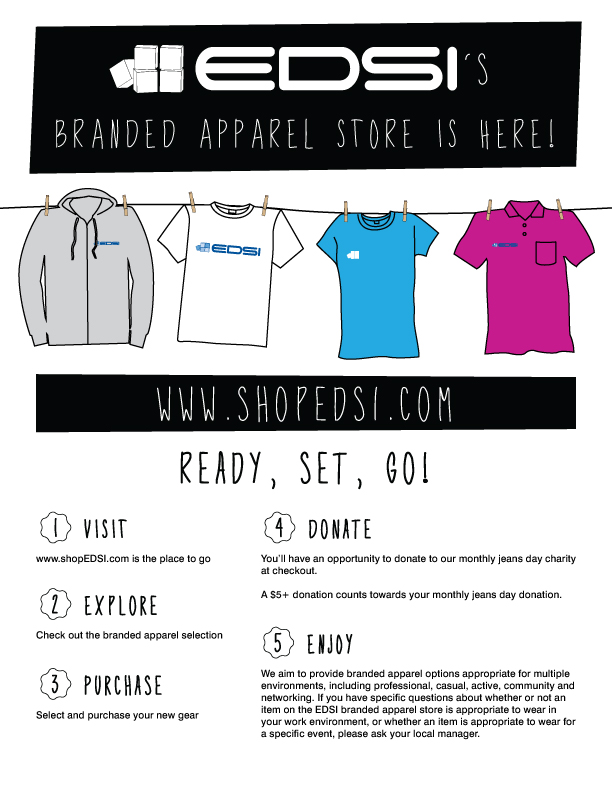 EDSI's
BRANDED APPAREL STORE IS HERE!
EDSI
EDSI
EDSI
WWW.SHOPEDSI.COM
READY, SET, GO!
1 VISIT
www.shopEDSI.com is the place to go
2 EXPLORE
Check out the branded apparel selection
3 PURCHASE
Select and purchase your new gear
4 DONATE
You'll have an opportunity to donate to our monthly jeans day charity
at checkout.
A $5+ donation counts towards your monthly jeans day donation.
5 ENJOY
We aim to provide branded apparel options appropriate for multiple
environments, including professional, casual, active, community and
networking. If you have specific questions about whether or not an
item on the EDSI branded apparel store is appropriate to wear in
your work environment, or whether an item is appropriate to wear for
a specific event, please ask your local manager.